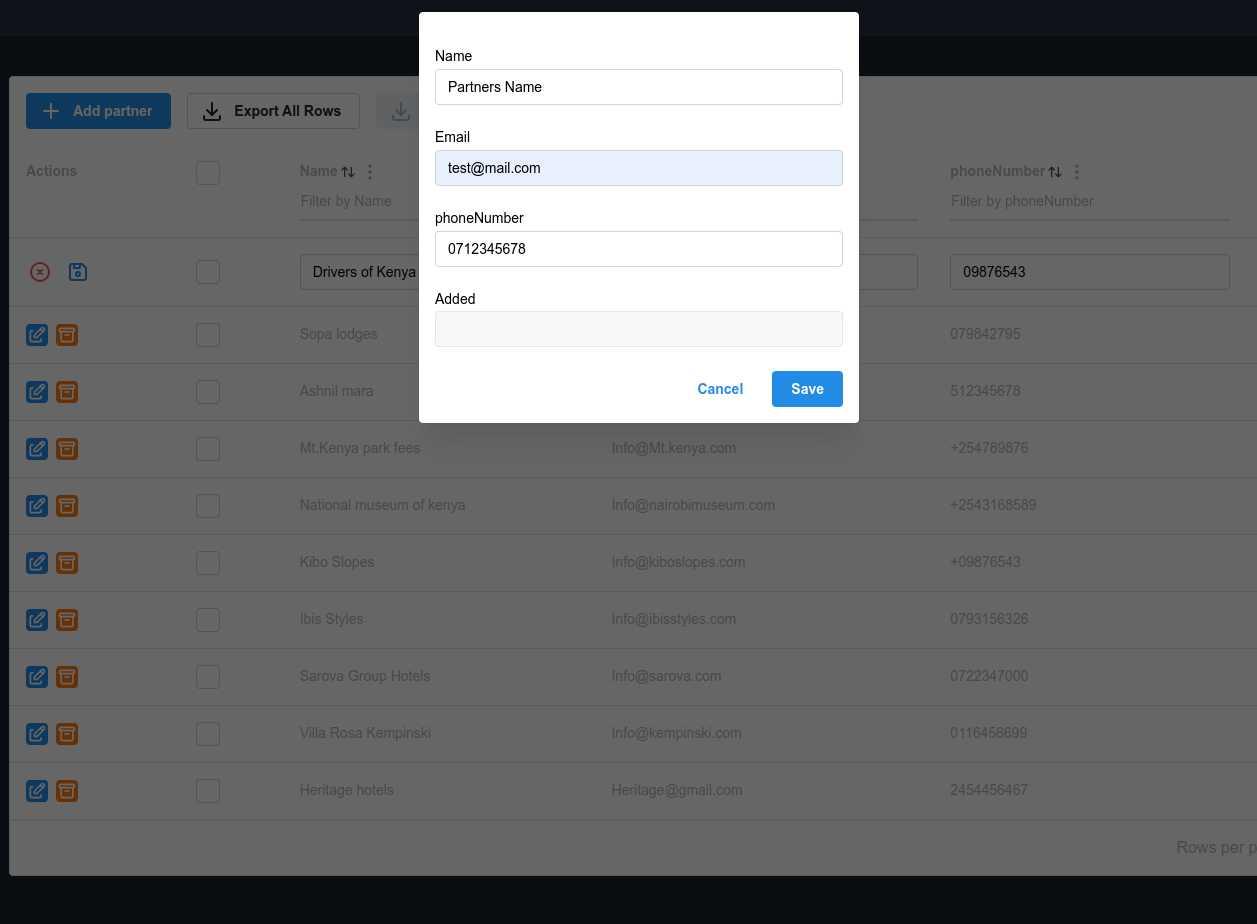 Name
Partners Name
Email
test@mail.com
phoneNumber
0712345678
Added
Cancel Save
Add partner Export All Rows
Actions Name phoneNumber
Filter by Name Filter by phoneNumber
Drivers of Kenya 09876543
Sopa lodges 079842795
Ashnil mara 512345678
Mt.Kenya park fees Info@Mt.kenya.com +254789876
National museum of kenya Info@nairobimuseum.com +2543168589
Kibo Slopes Info@kiboslopes.com +09876543
Ibis Styles Info@ibisstyles.com 0793156326
Sarova Group Hotels Info@sarova.com 0722347000
Villa Rosa Kempinski Info@kempinski.com 0116456699
Heritage hotels Heritage@gmail.com 2454456467
Rows per p